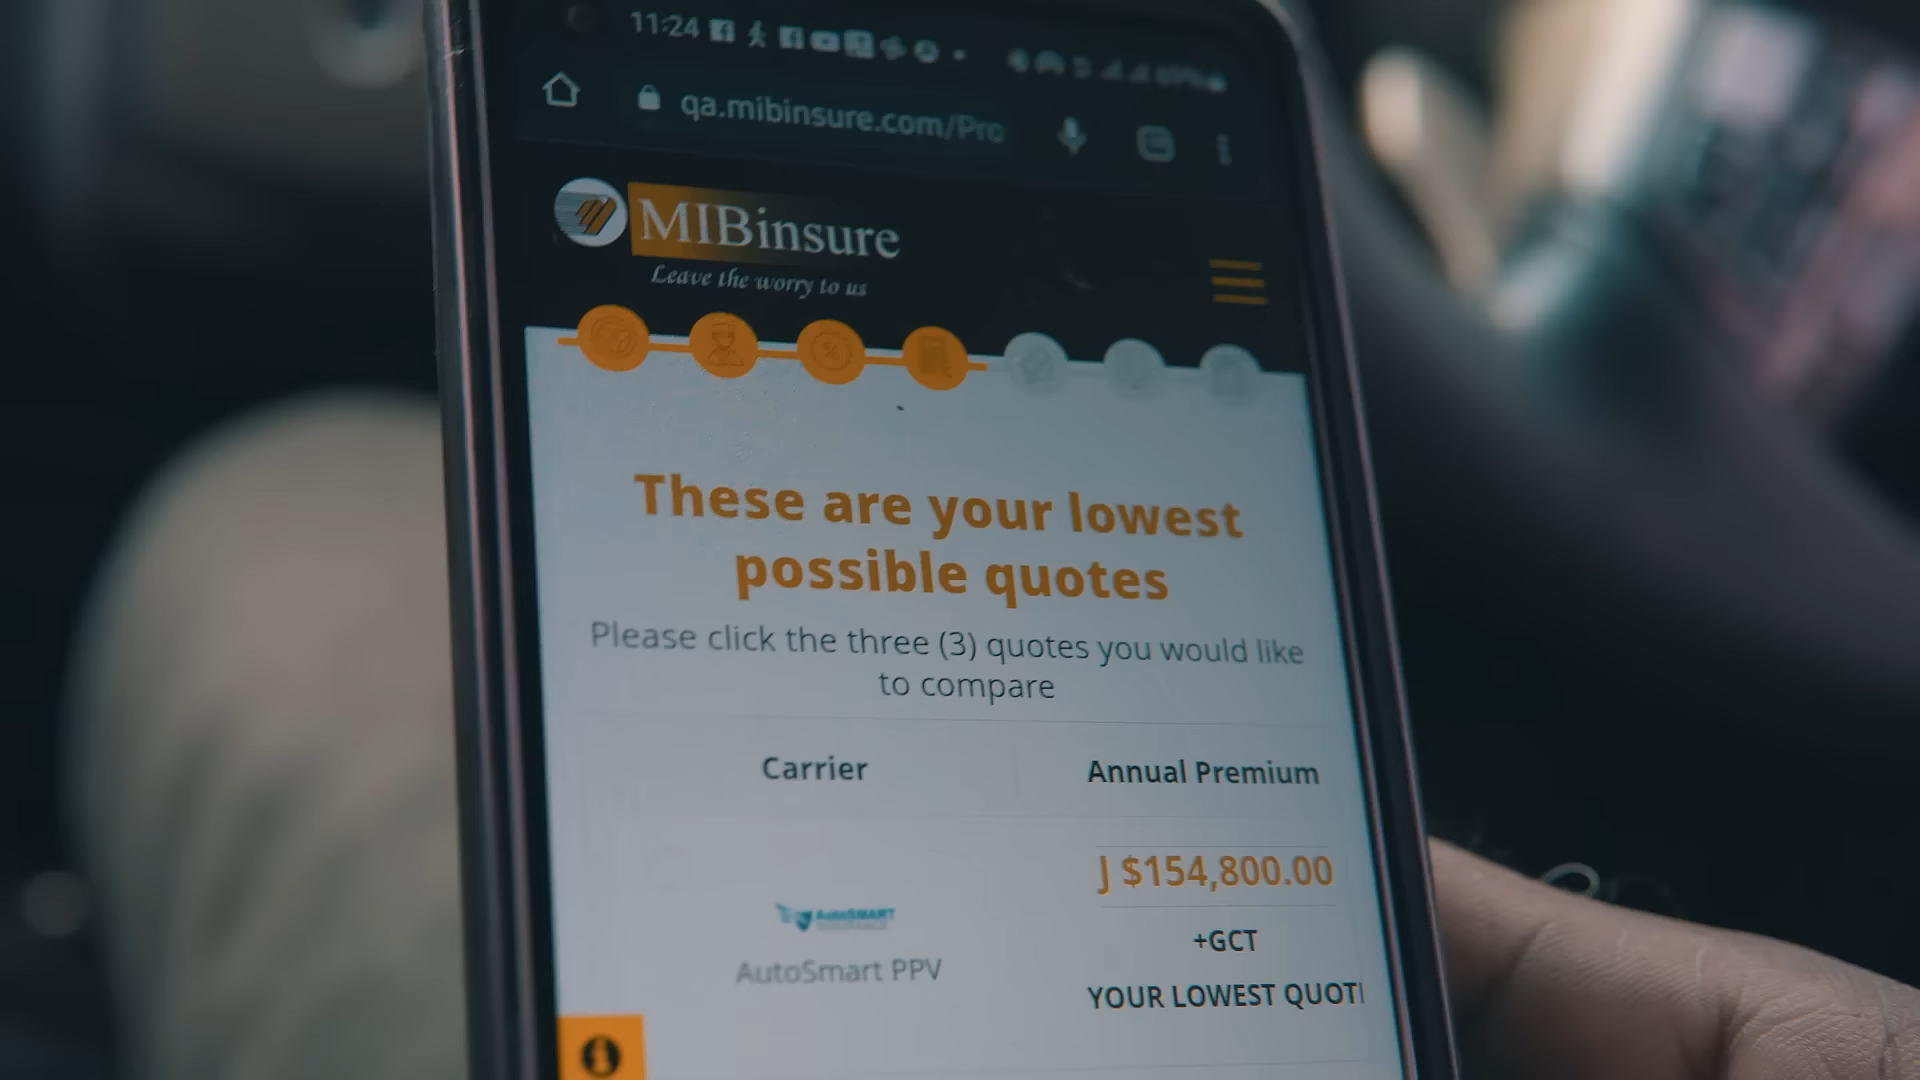 11:24
qa.mibinsure.com/Pro
MIBinsure
Leave the worry to us
These are your lowest
possible quotes
Please click the three (3) quotes you would like
to compare
Carrier
Annual Premium
J $154,800.00
AutoSMART
+GCT
AutoSmart PPV
YOUR LOWEST QUOT